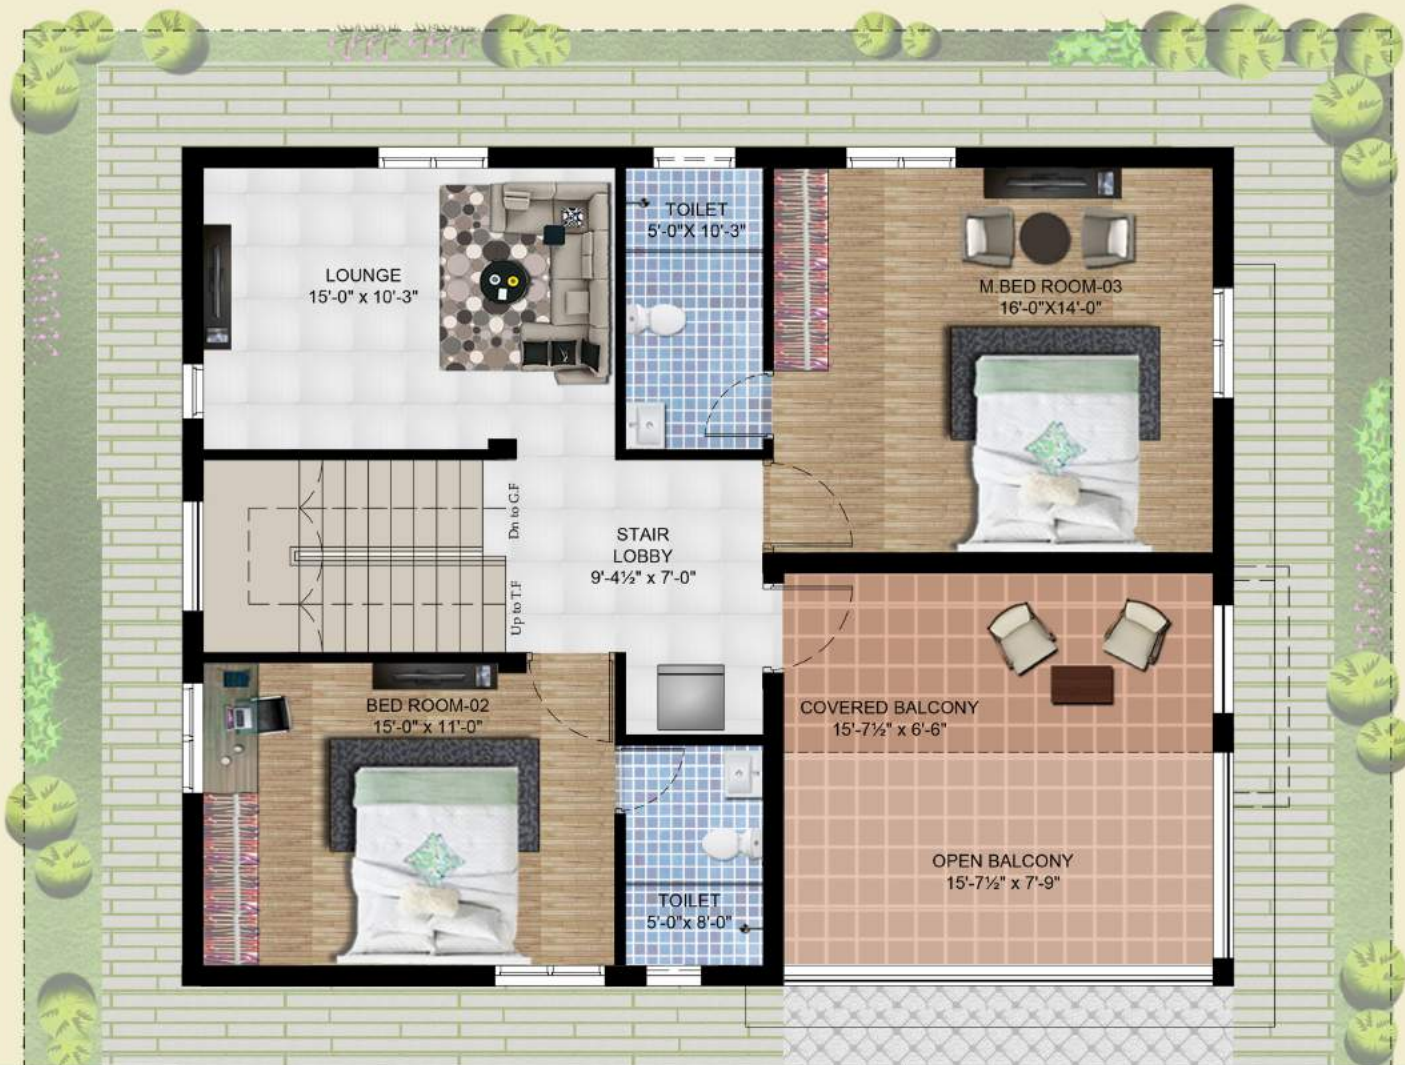 TOILET
5'-0"X 10'-3"
LOUNGE
15'-0" x 10'-3"
M.BED ROOM-03
16'-0"X14'-0"
Dn to G.F
STAIR
LOBBY
9'-4½" x 7'-0"
Up to T.F
BED ROOM-02
15'-0" x 11'-0"
COVERED BALCONY
15'-7½" x 6'-6"
OPEN BALCONY
15'-7½" x 7'-9"
TOILET
5'-0"x 8'-0"